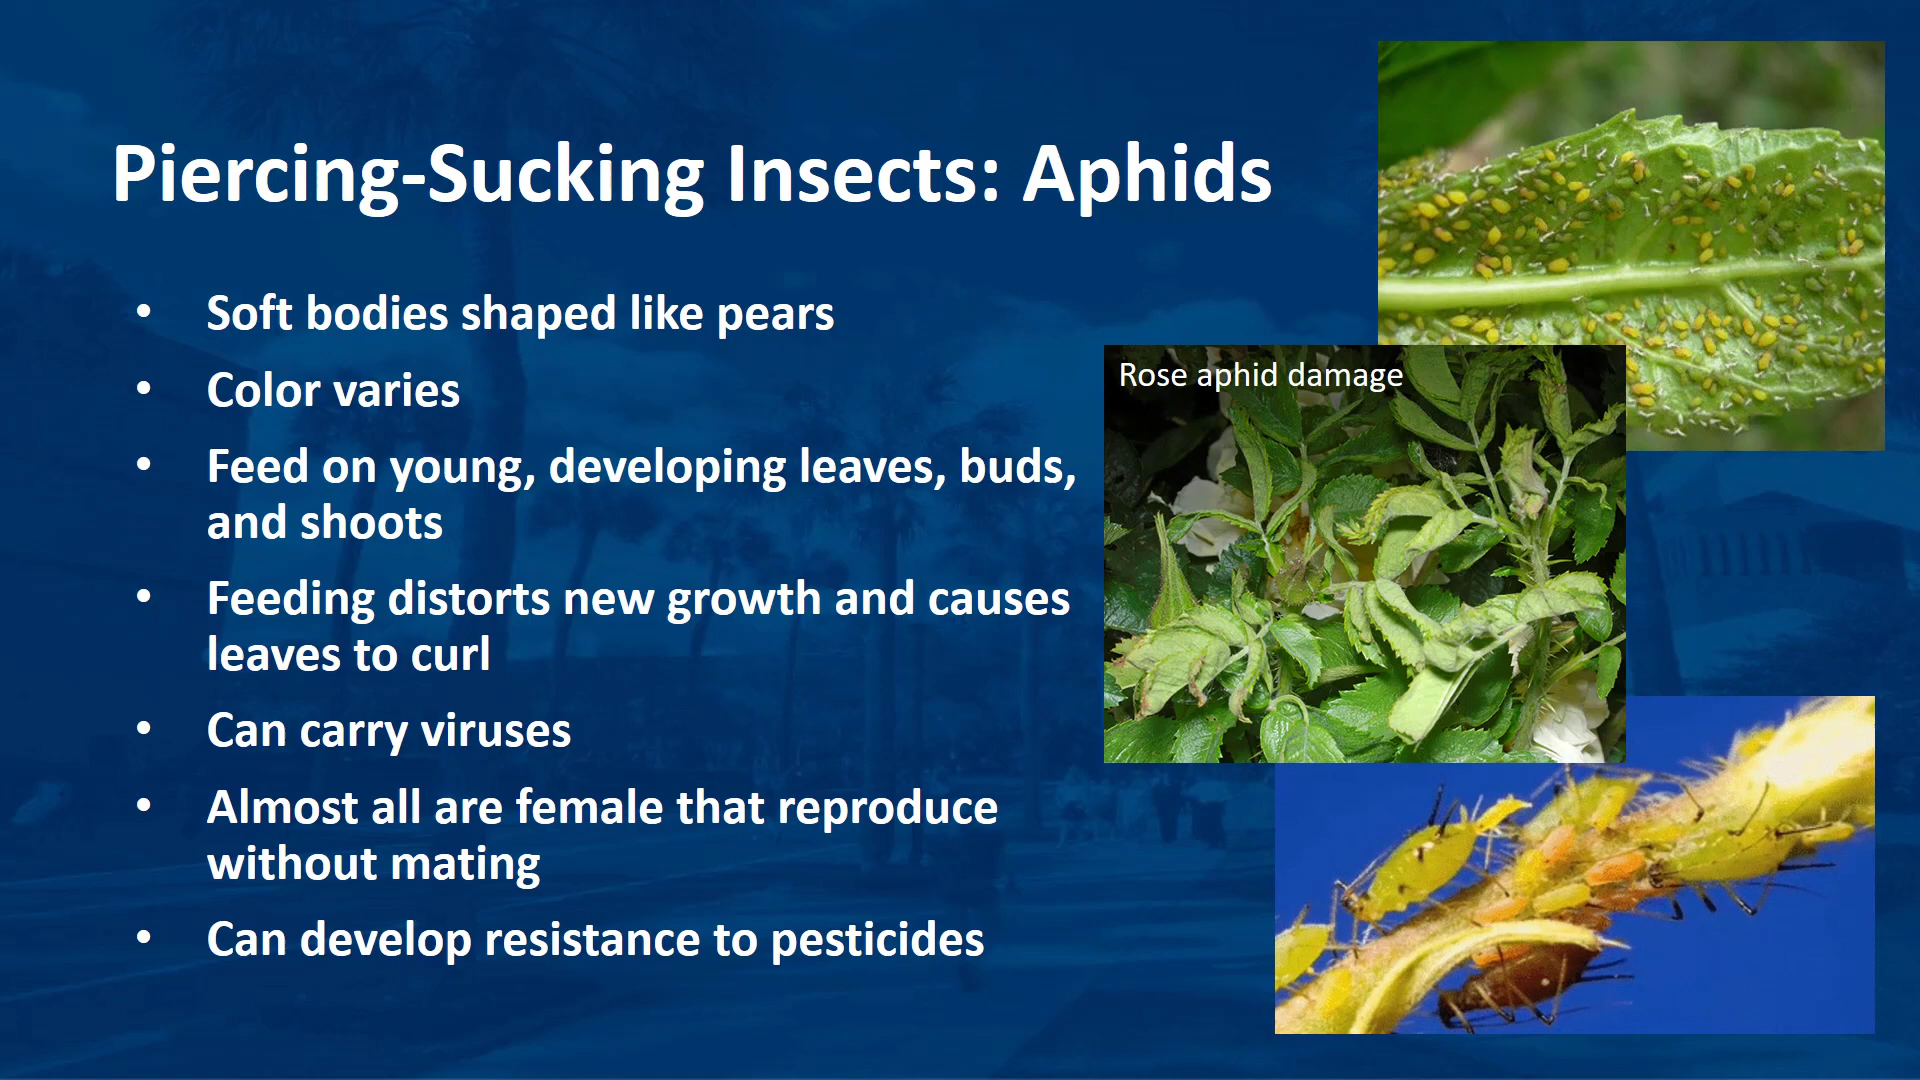 Piercing-Sucking Insects: Aphids
• Soft bodies shaped like pears
• Color varies
• Feed on young, developing leaves, buds,
and shoots
• Feeding distorts new growth and causes
leaves to curl
• Can carry viruses
• Almost all are female that reproduce
without mating
• Can develop resistance to pesticides
Rose aphid damage